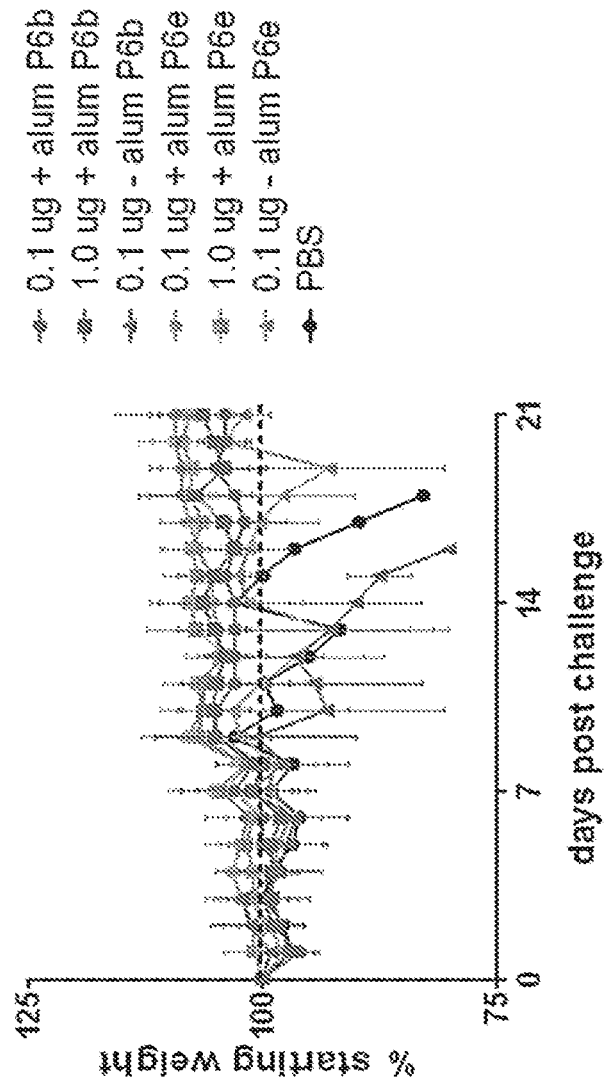 % starting weight
125
100
75
0
7
14
21
days post challenge
0.1 ug + alum P6b
1.0 ug + alum P6b
0.1 ug - alum P6b
0.1 ug + alum P6e
1.0 ug + alum P6e
0.1 ug - alum P6e
PBS